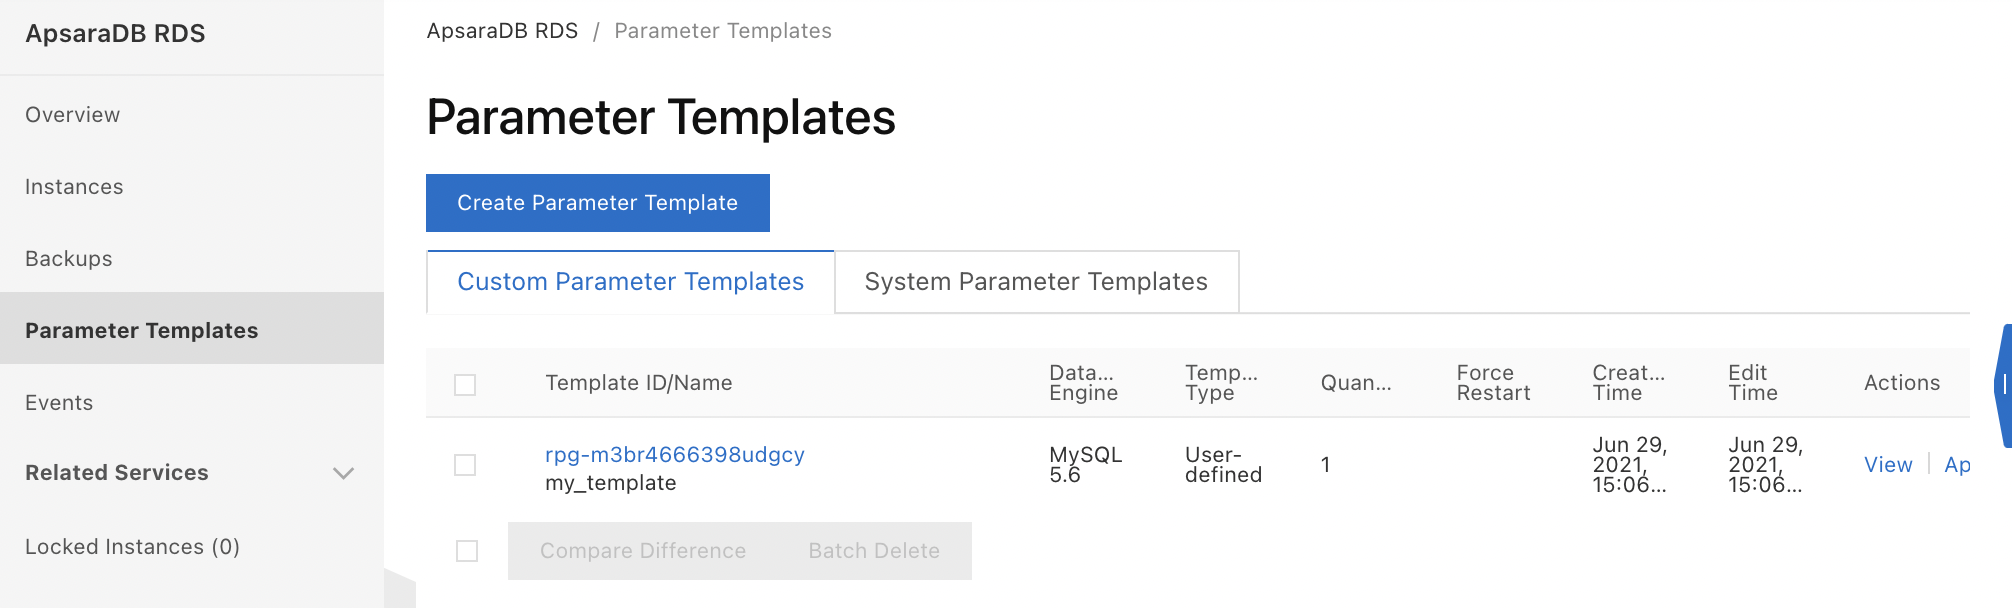 ApsaraDB RDS
Overview
Instances
Backups
Parameter Templates
Events
Related Services
Locked Instances (0)
ApsaraDB RDS / Parameter Templates
Parameter Templates
Create Parameter Template
Custom Parameter Templates
System Parameter Templates
Template ID/Name
Data...
Engine
Temp...
Type
Quan...
Force
Restart
Creat...
Time
Edit
Time
Actions
rpg-m3br4666398udgcy
my_template
MySQL
5.6
User-
defined
1
Jun 29,
2021,
15:06...
Jun 29,
2021,
15:06...
View
Ap
Compare Difference
Batch Delete